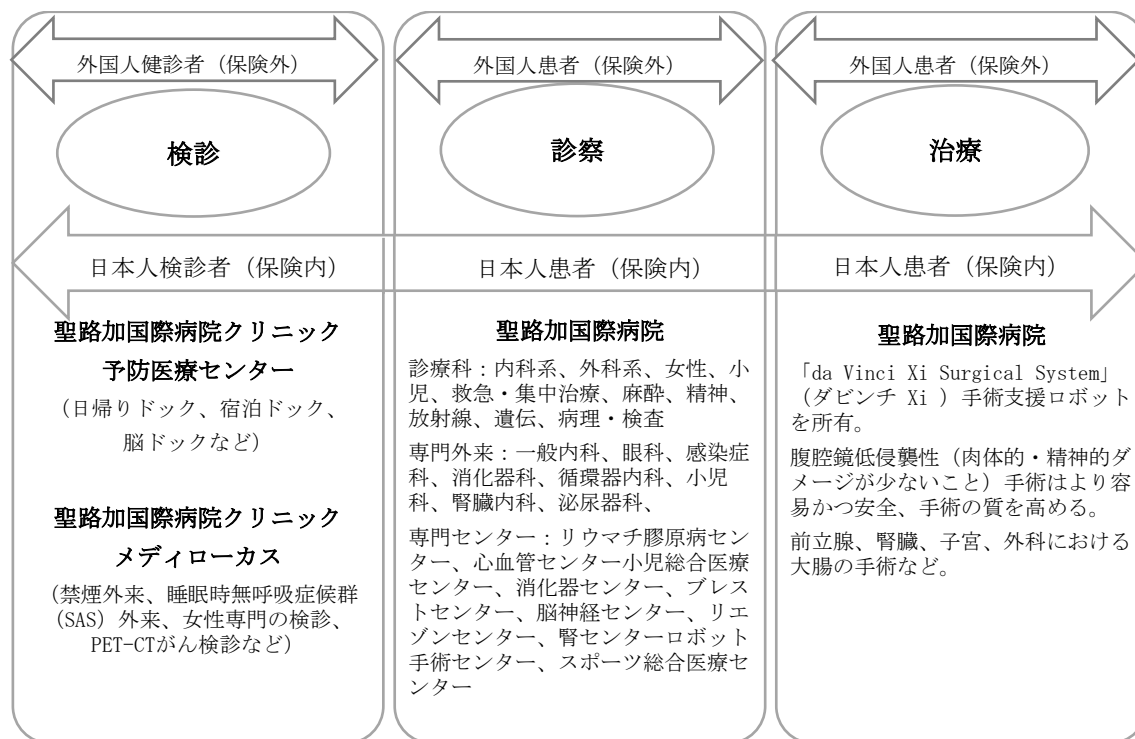 外国人健診者（保険外）
検診
日本人検診者（保険内）
聖路加国際病院クリニック
予防医療センター
（日帰りドック、宿泊ドック、
脳ドックなど）
聖路加国際病院クリニック
メディローカス
（禁煙外来、睡眠時無呼吸症候群
（SAS）外来、女性専門の検診、
PET-CTがん検診など）
外国人患者（保険外）
診察
日本人患者（保険内）
聖路加国際病院
診療科：内科系、外科系、女性、小
児、救急・集中治療、麻酔、精神、
放射線、遺伝、病理・検査
専門外来：一般内科、眼科、感染症
科、消化器科、循環器内科、小児
科、腎臓内科、泌尿器科、
専門センター：リウマチ膠原病セン
ター、心血管センター小児総合医療
センター、消化器センター、ブレス
トセンター、脳神経センター、リエ
ゾンセンター、腎センターロボット
手術センター、スポーツ総合医療セ
ンター
外国人患者（保険外）
治療
日本人患者（保険内）
聖路加国際病院
「da Vinci Xi Surgical System」
（ダビンチ Xi ）手術支援ロボット
を所有。
腹腔鏡低侵襲性（肉体的・精神的ダ
メージが少ないこと）手術はより容
易かつ安全、手術の質を高める。
前立腺、腎臓、子宮、外科における
大腸の手術など。